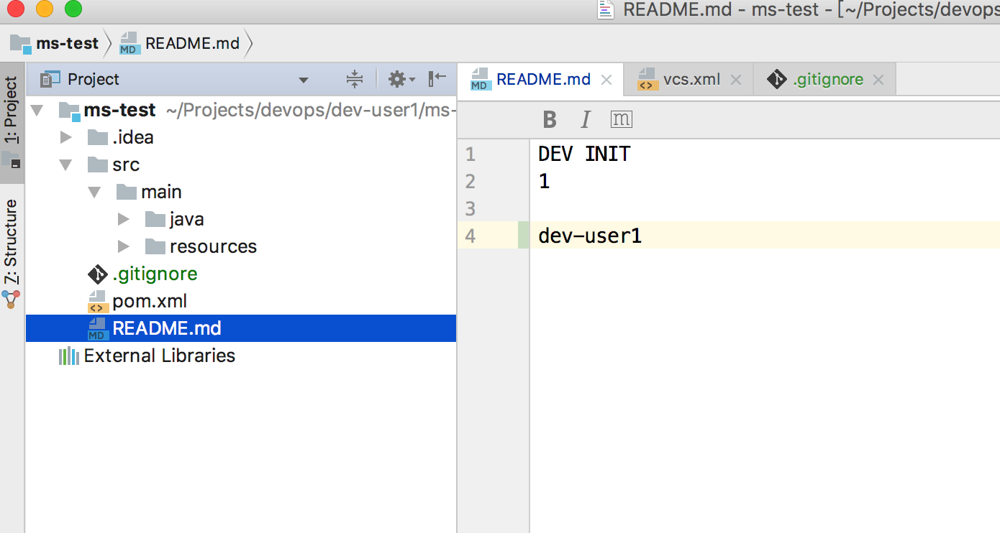 README.md - ms-test - [~/Projects/devops
ms-test README.md
1: Project
7: Structure
Project
ms-test ~/Projects/devops/dev-user1/ms-
.idea
src
main
java
resources
.gitignore
pom.xml
README.md
External Libraries
README.md vcs.xml .gitignore
B I m
1 DEV INIT
2 1
3
4 dev-user1